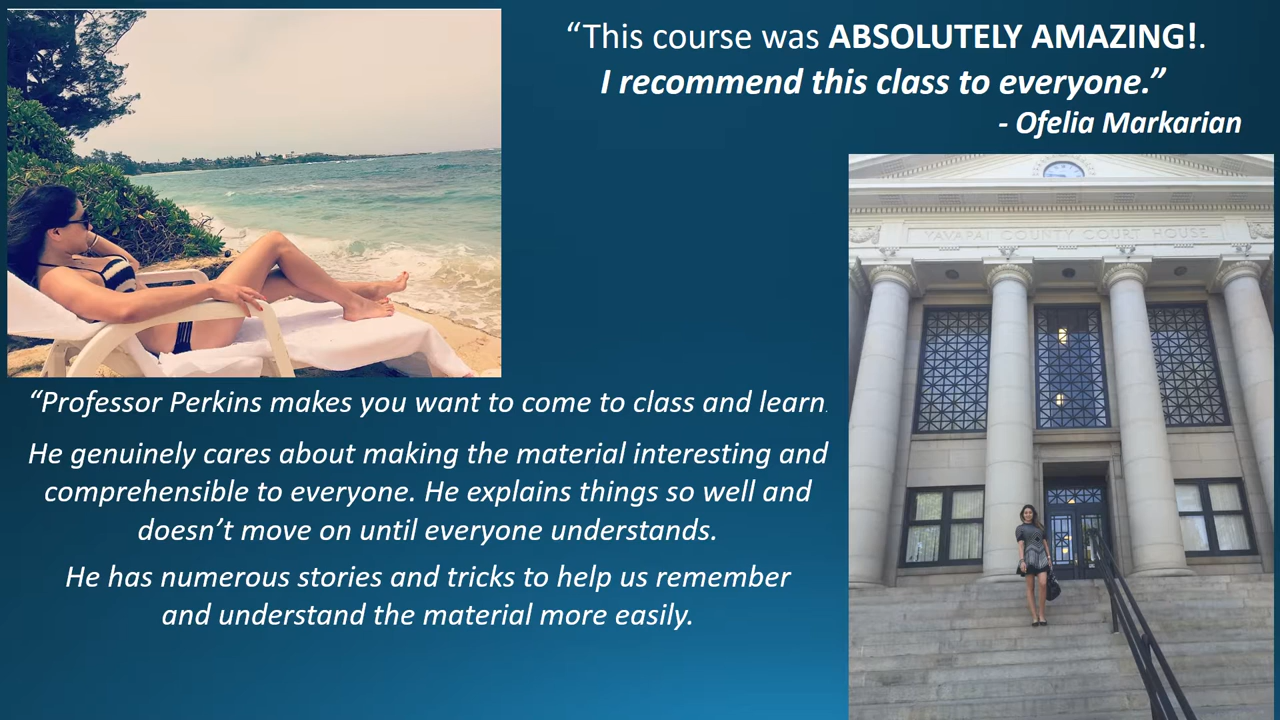 “This course was ABSOLUTELY AMAZING!.
I recommend this class to everyone.”
- Ofelia Markarian
YAVAPAI COUNTY COURT HOUSE
“Professor Perkins makes you want to come to class and learn.
He genuinely cares about making the material interesting and
comprehensible to everyone. He explains things so well and
doesn’t move on until everyone understands.
He has numerous stories and tricks to help us remember
and understand the material more easily.